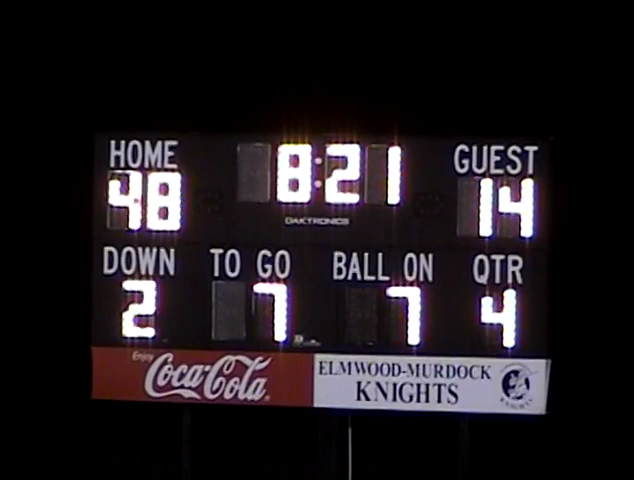 HOME 8:21 GUEST
48 14
DAKTRONICS
DOWN TO GO BALL ON QTR
2 7 7 4
Enjoy
Coca-Cola
ELMWOOD-MURDOCK
KNIGHTS
KNIGHTS